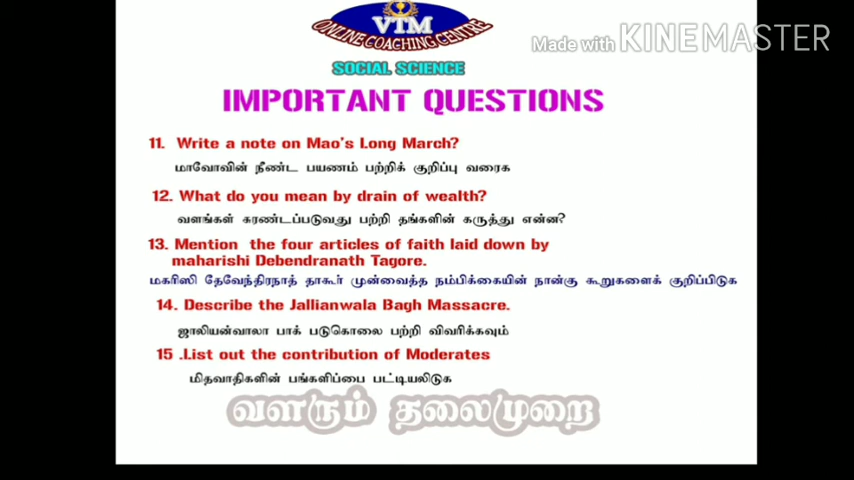 VTM
ONLINE COACHING CENTRE
Made with KINEMASTER
SOCIAL SCIENCE
IMPORTANT QUESTIONS
11. Write a note on Mao's Long March?
மாவோவின் நீண்ட பயணம் பற்றிக் குறிப்பு வரைக
12. What do you mean by drain of wealth?
வளங்கள் சுரண்டப்படுவது பற்றி தங்களின் கருத்து என்ன?
13. Mention the four articles of faith laid down by
maharishi Debendranath Tagore.
மகரிஸி தேவேந்திரநாத் தாகூர் முன்வைத்த நம்பிக்கையின் நான்கு கூறுகளைக் குறிப்பிடுக
14. Describe the Jallianwala Bagh Massacre.
ஜாலியன்வாலா பாக் படுகொலை பற்றி விவரிக்கவும்
15 .List out the contribution of Moderates
மிதவாதிகளின் பங்களிப்பை பட்டியலிடுக
வளரும் தலைமுறை